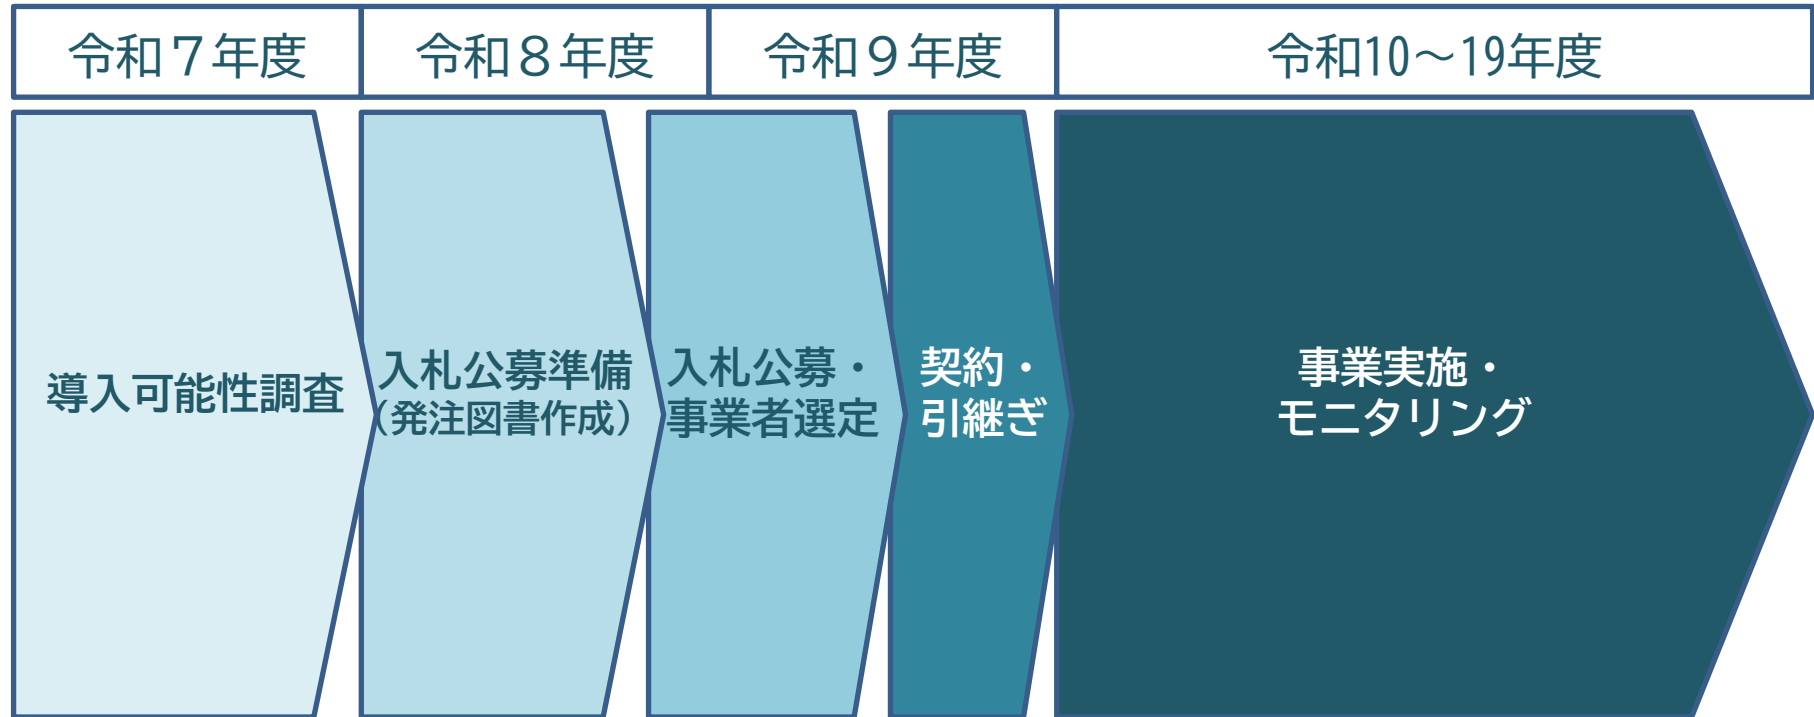 令和７年度
令和８年度
令和９年度
令和10～19年度
導入可能性調査
入札公募準備
（発注図書作成）
入札公募・
事業者選定
契約・
引継ぎ
事業実施・
モニタリング